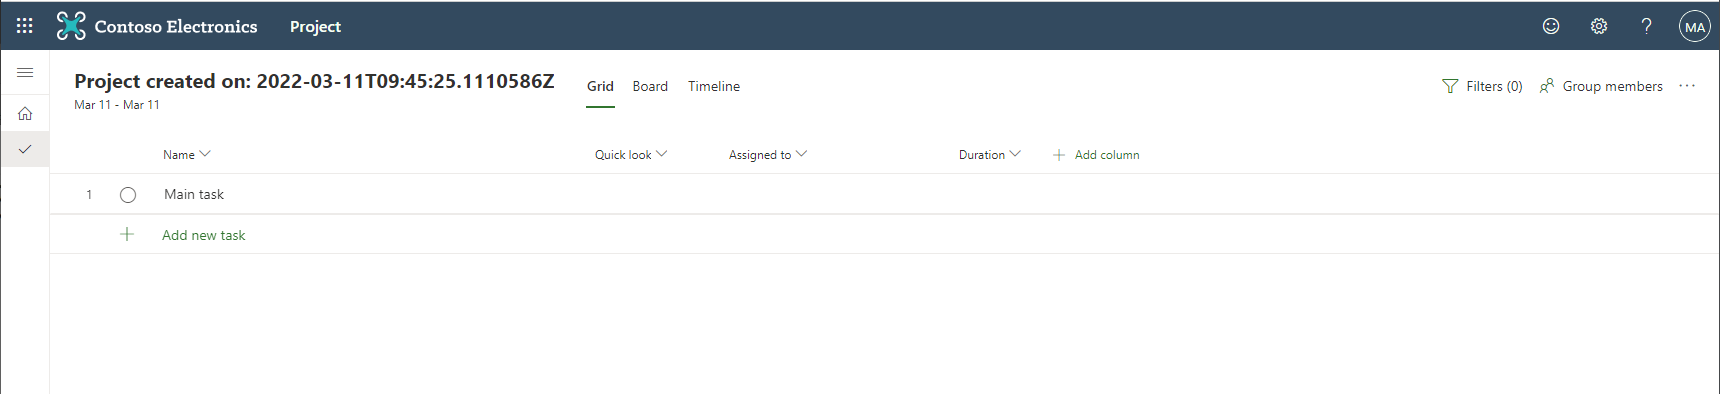 Contoso Electronics Project MA
Project created on: 2022-03-11T09:45:25.1110586Z
Mar 11 - Mar 11
Grid Board Timeline
Filters (0) Group members ...
Name Quick look Assigned to Duration Add column
1 Main task
Add new task